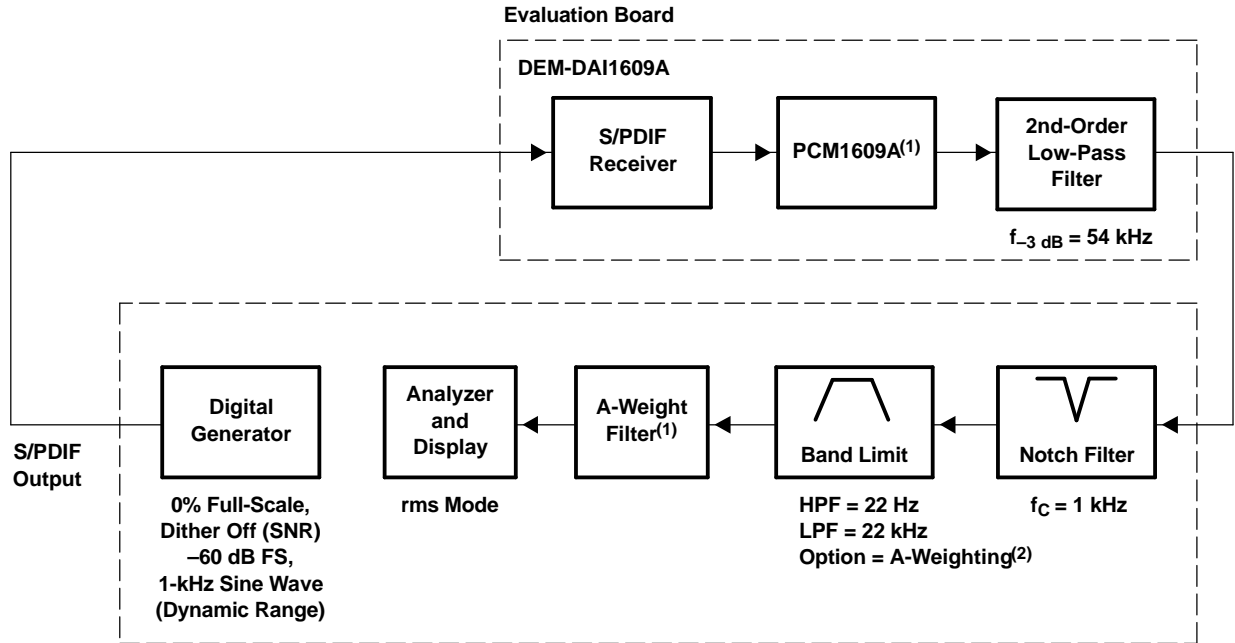 Evaluation Board
DEM-DAI1609A
S/PDIF
Receiver
PCM1609A(1)
2nd-Order
Low-Pass
Filter
f–3 dB = 54 kHz
S/PDIF
Output
Digital
Generator
0% Full-Scale,
Dither Off (SNR)
–60 dB FS,
1-kHz Sine Wave
(Dynamic Range)
Analyzer
and
Display
rms Mode
A-Weight
Filter(1)
Band Limit
HPF = 22 Hz
LPF = 22 kHz
Option = A-Weighting(2)
Notch Filter
fC = 1 kHz